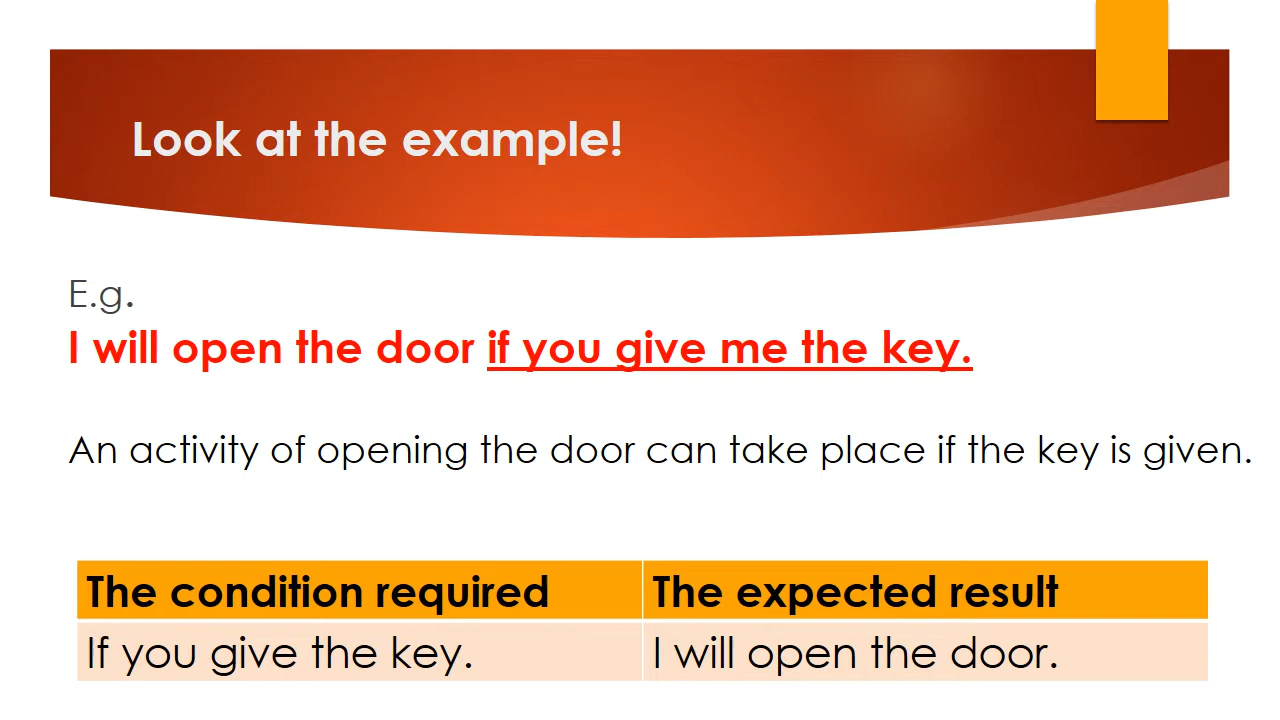 Look at the example!
E.g.
I will open the door if you give me the key.
An activity of opening the door can take place if the key is given.
The condition required
The expected result
If you give the key.
I will open the door.